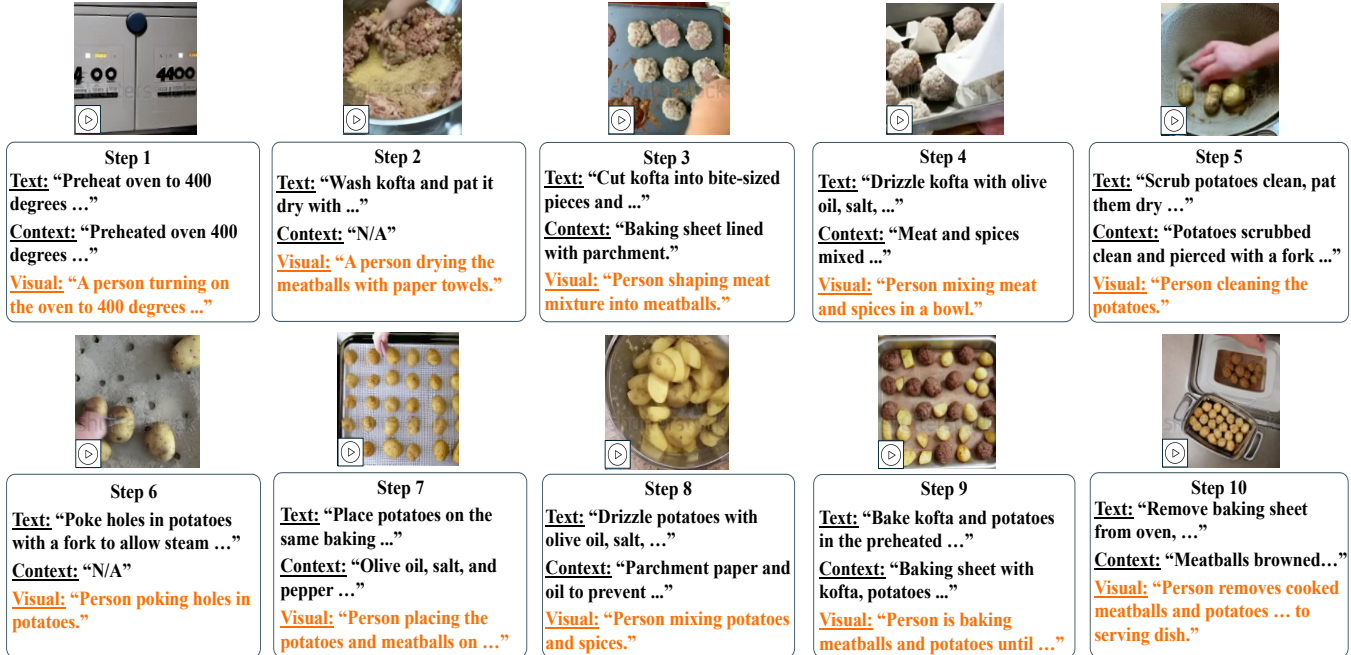 400
4400
Step 1
Text: “Preheat oven to 400
degrees …”
Context: “Preheated oven 400
degrees …”
Visual: “A person turning on
the oven to 400 degrees ...”
Step 2
Text: “Wash kofta and pat it
dry with ...”
Context: “N/A”
Visual: “A person drying the
meatballs with paper towels.”
Step 3
Text: “Cut kofta into bite-sized
pieces and ...”
Context: “Baking sheet lined
with parchment.”
Visual: “Person shaping meat
mixture into meatballs.”
Step 4
Text: “Drizzle kofta with olive
oil, salt, ...”
Context: “Meat and spices
mixed ...”
Visual: “Person mixing meat
and spices in a bowl.”
Step 5
Text: “Scrub potatoes clean, pat
them dry …”
Context: “Potatoes scrubbed
clean and pierced with a fork ...”
Visual: “Person cleaning the
potatoes.”
Step 6
Text: “Poke holes in potatoes
with a fork to allow steam …”
Context: “N/A”
Visual: “Person poking holes in
potatoes.”
Step 7
Text: “Place potatoes on the
same baking ...”
Context: “Olive oil, salt, and
pepper …”
Visual: “Person placing the
potatoes and meatballs on …”
Step 8
Text: “Drizzle potatoes with
olive oil, salt, …”
Context: “Parchment paper and
oil to prevent ...”
Visual: “Person mixing potatoes
and spices.”
Step 9
Text: “Bake kofta and potatoes
in the preheated …”
Context: “Baking sheet with
kofta, potatoes ...”
Visual: “Person is baking
meatballs and potatoes until …”
Step 10
Text: “Remove baking sheet
from oven, …”
Context: “Meatballs browned…”
Visual: “Person removes cooked
meatballs and potatoes … to
serving dish.”